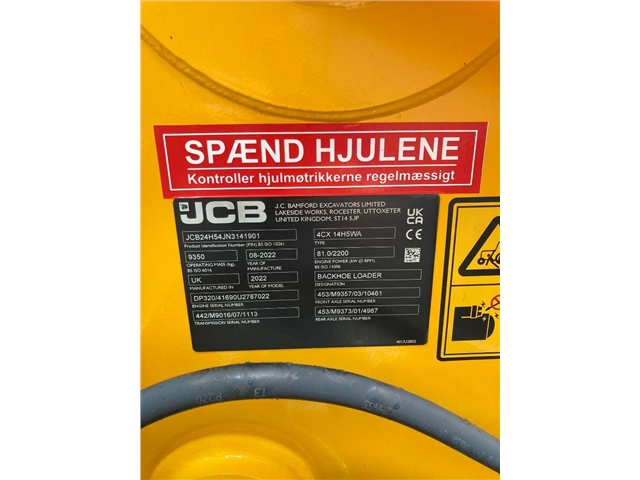 SPÆND HJULENE
Kontroller hjulmøtrikkerne regelmæssigt
JCB
J.C. BAMFORD EXCAVATORS LIMITED
LAKESIDE WORKS, ROCESTER, UTTOXETER
UNITED KINGDOM, ST14 5JP
UK
CA
CE
JCB24H54JN3141901
Product Identification Number (PIN) BS ISO 10261
4CX 14H5WA
TYPE
9350
OPERATING MASS (kg),
BS ISO 6016
08-2022
YEAR OF MANUFACTURE
81.0/2200
ENGINE POWER (kW @ RPM)
BS ISO 14396
UK
MANUFACTURED IN
2022
YEAR OF MODEL
BACKHOE LOADER
DESIGNATION
DP320/41690U2787022
ENGINE SERIAL NUMBER
453/M9357/03/10461
FRONT AXLE SERIAL NUMBER
442/M9016/07/1113
TRANSMISSION SERIAL NUMBER
453/M9373/01/4987
REAR AXLE SERIAL NUMBER